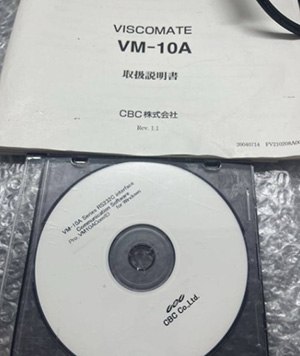 VISCOMATE
VM-10A
取扱説明書
CBC株式会社
Rev. 1.1
VM-10A Series RS232C Interface
Communication Software
for Windows
CBC Co.,Ltd.